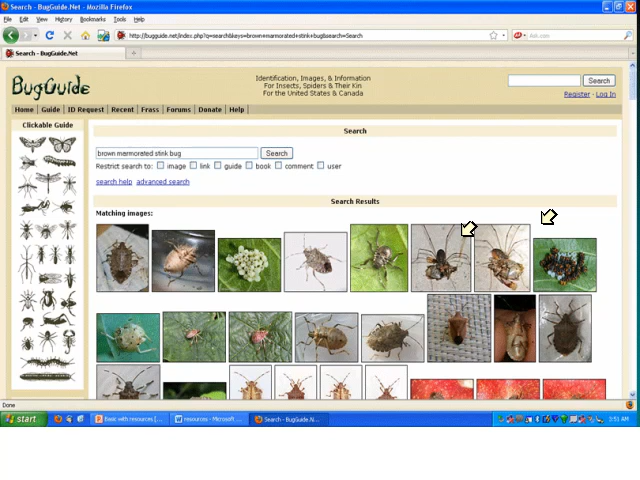 Search - BugGuide.Net - Mozilla Firefox
File Edit View History Bookmarks Tools Help
http://bugguide.net/index.php?q=search&keys=brown+marmorated+stink+bug&search=Search
Ask.com
Search - BugGuide.Net
BugGuide
Identification, Images, & Information
For Insects, Spiders & Their Kin
For the United States & Canada
Search
Register - Log In
Home Guide ID Request Recent Frass Forums Donate Help
Clickable Guide
Search
brown marmorated stink bug Search
Restrict search to: image link guide book comment user
search help advanced search
Search Results
Matching images:
Done
start
Basic with resources (...
resources - Microsoft ...
Search - BugGuide.N...
9:51 AM